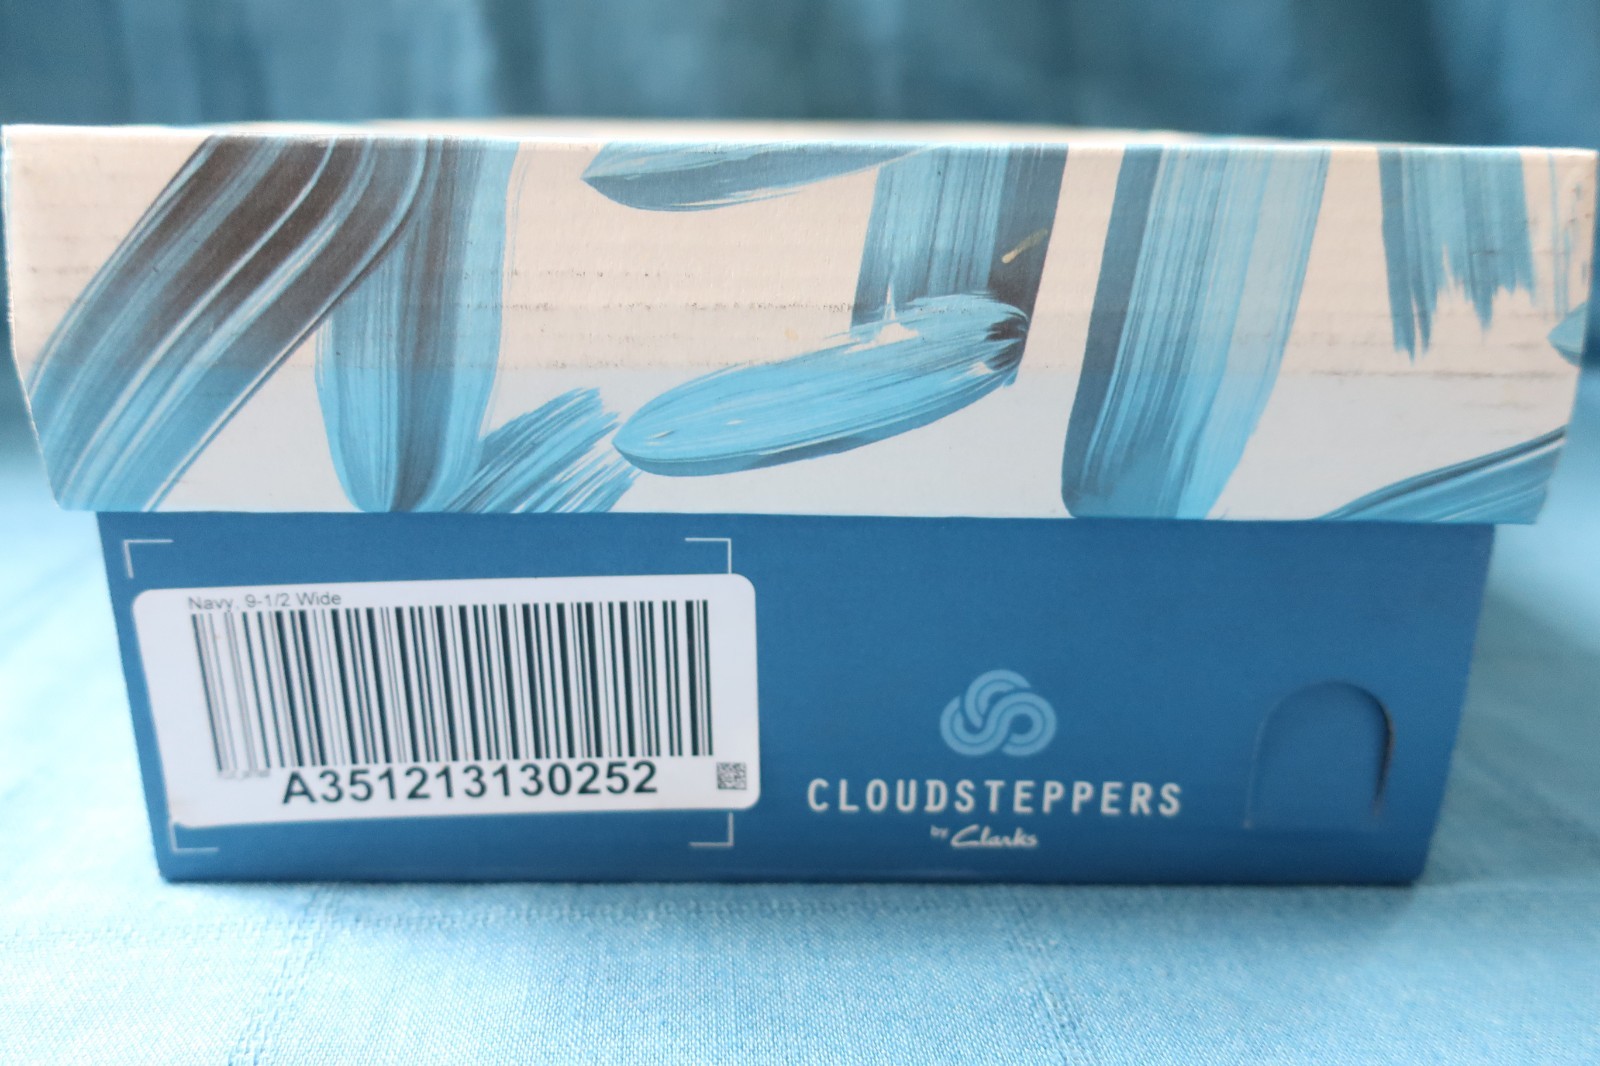 Navy, 9-1/2 Wide
A351213130252
CLOUDSTEPPERS
by Clarks